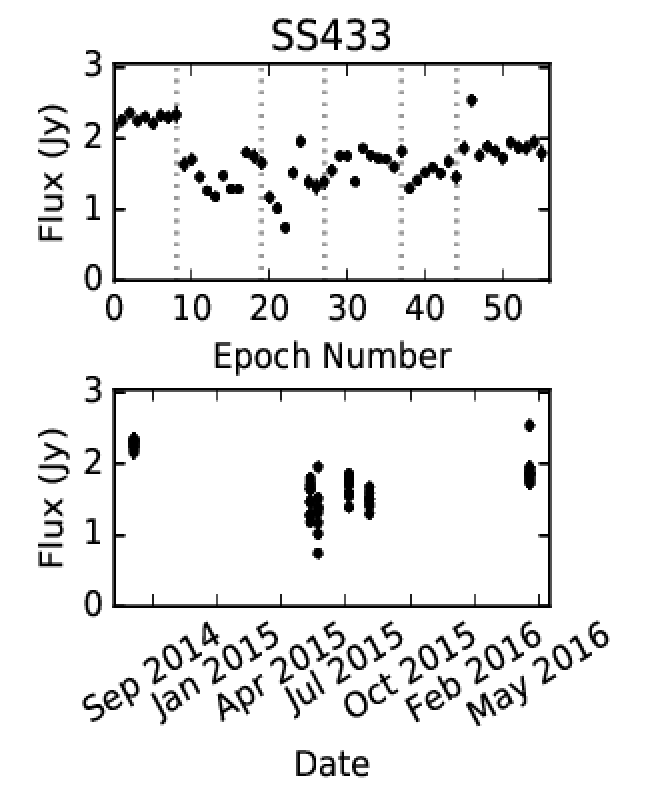 SS433
3
2
1
0
Flux (Jy)
0 10 20 30 40 50
Epoch Number
3
2
1
0
Flux (Jy)
Sep 2014
Jan 2015
Apr 2015
Jul 2015
Oct 2015
Feb 2016
May 2016
Date